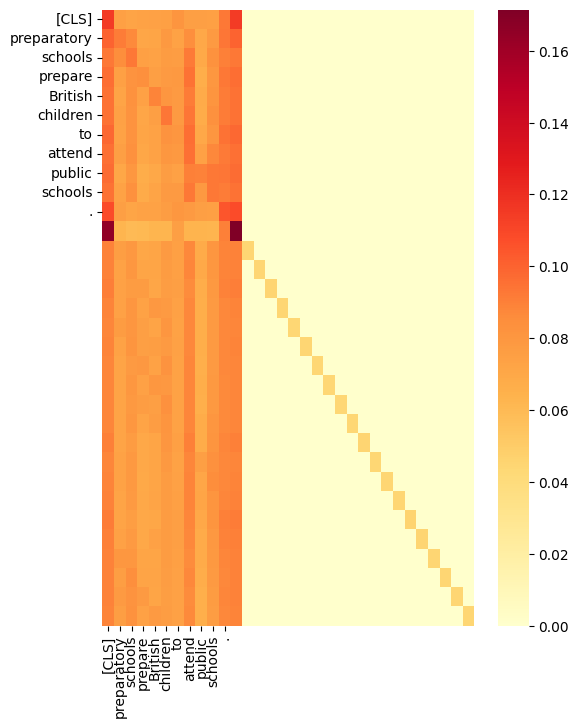 [CLS]
preparatory
schools
prepare
British
children
to
attend
public
schools
.
0.16
0.14
0.12
0.10
0.08
0.06
0.04
0.02
0.00
[CLS]
preparatory
schools
prepare
British
children
to
attend
public
schools
.